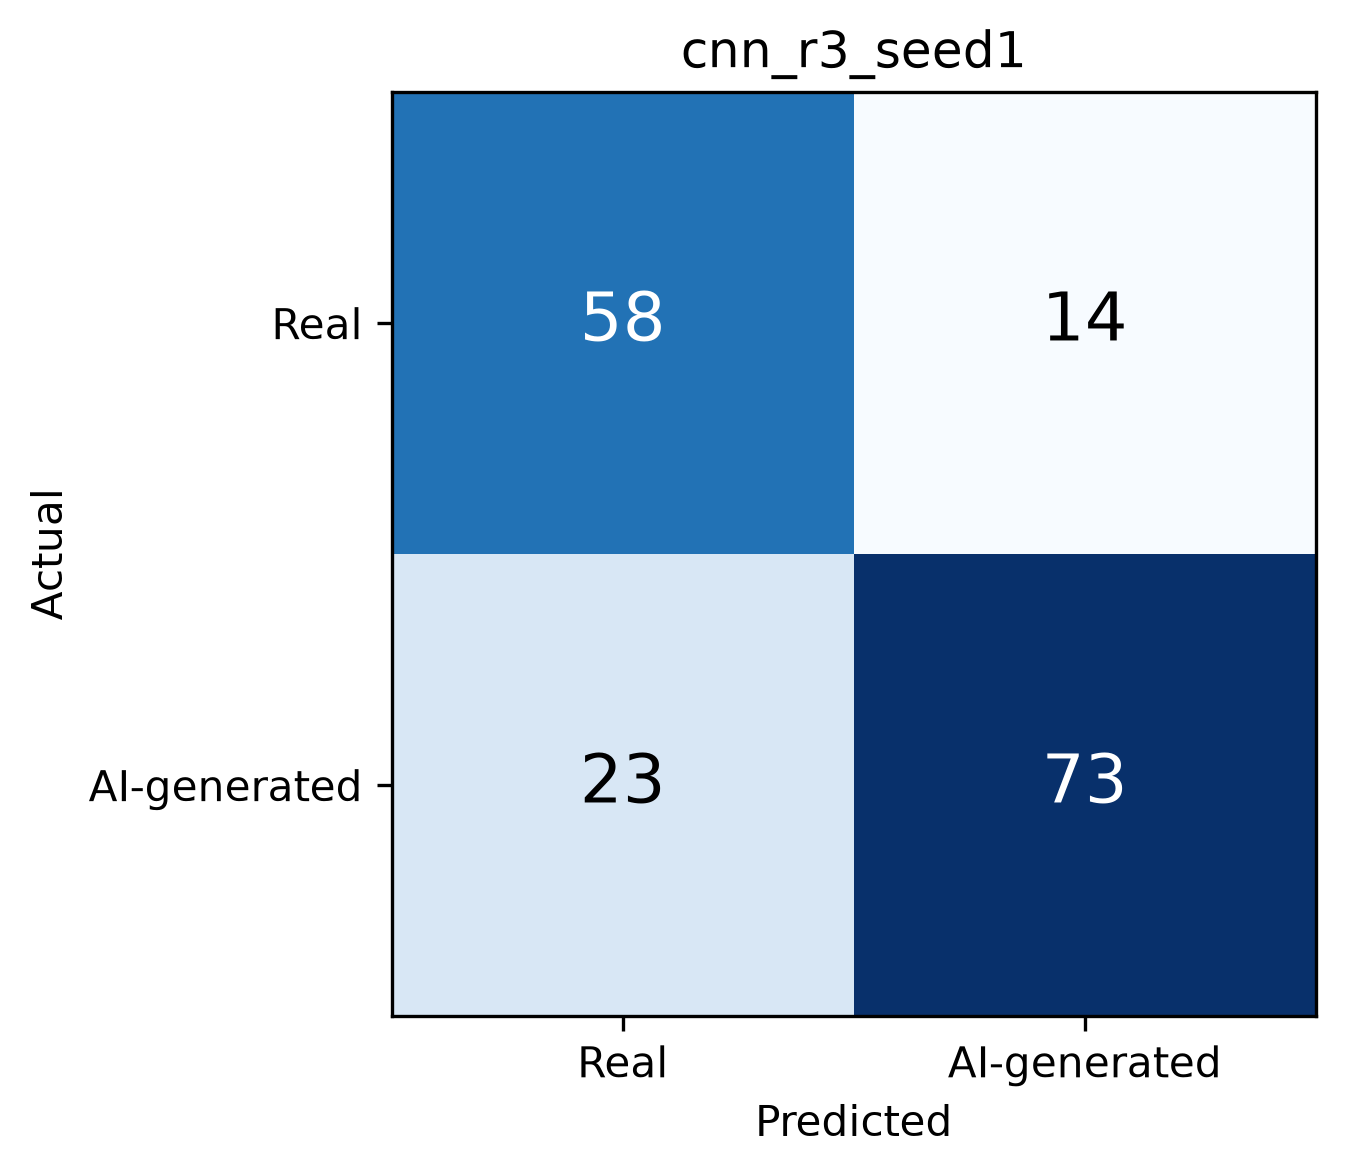 cnn_r3_seed1
Real
58
14
Actual
AI-generated
23
73
Real
AI-generated
Predicted